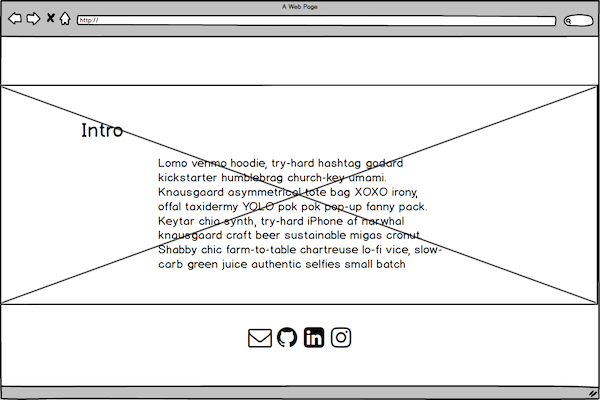 A Web Page
http://
Intro
Lomo venmo hoodie, try-hard hashtag godard
kickstarter humblebrag church-key umami.
Knausgaard asymmetrical tote bag XOXO irony,
offal taxidermy YOLO pok pok pop-up fanny pack.
Keytar chia synth, try-hard iPhone af narwhal
knausgaard craft beer sustainable migas cronut
Shabby chic farm-to-table chartreuse lo-fi vice, slow-
carb green juice authentic selfies small batch
in